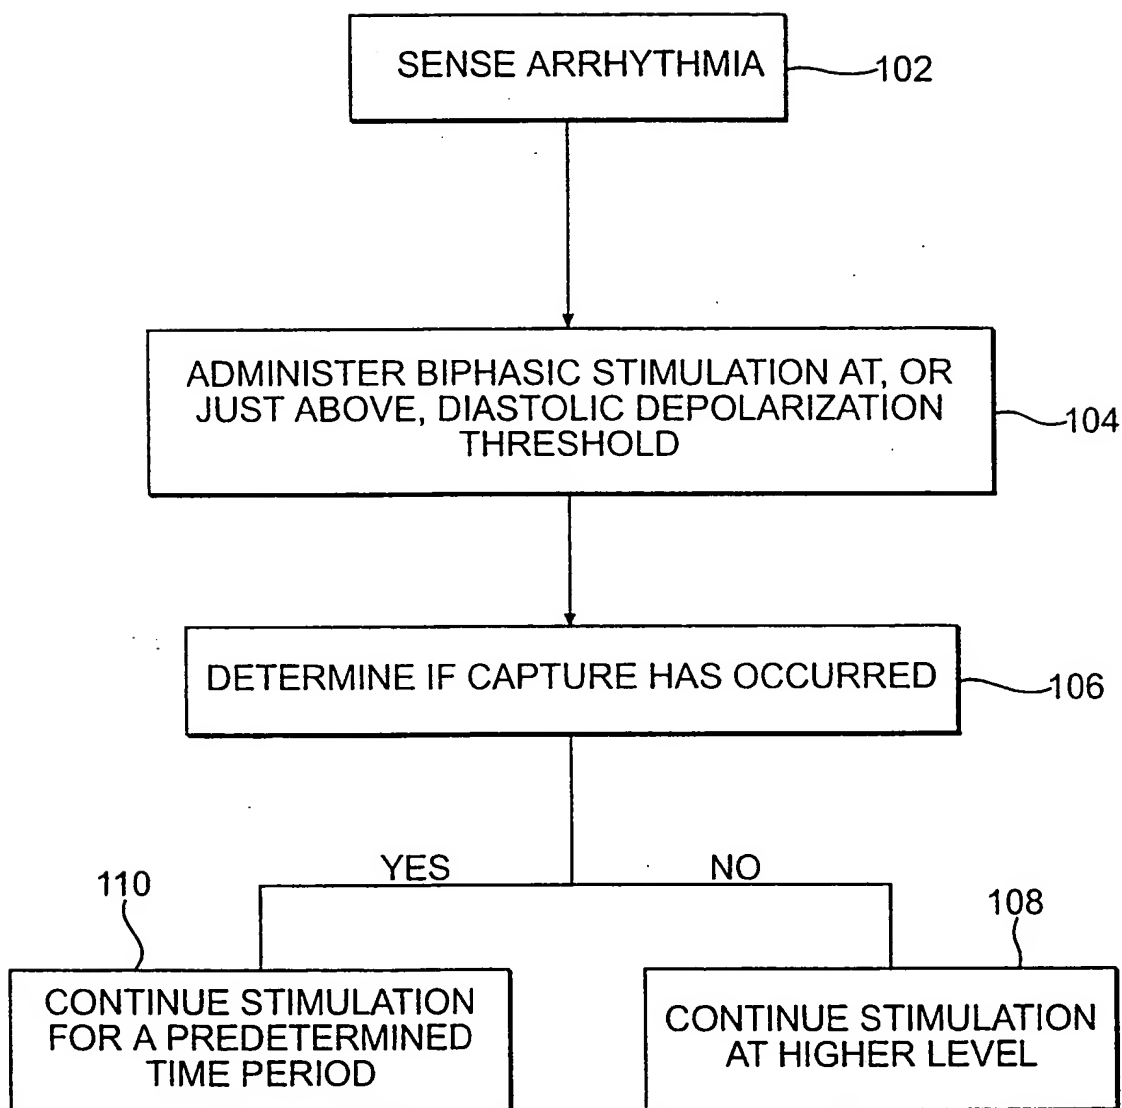 SENSE ARRHYTHMIA
102
ADMINISTER BIPHASIC STIMULATION AT, OR
JUST ABOVE, DIASTOLIC DEPOLARIZATION
THRESHOLD
104
DETERMINE IF CAPTURE HAS OCCURRED
106
YES
NO
110
108
CONTINUE STIMULATION
FOR A PREDETERMINED
TIME PERIOD
CONTINUE STIMULATION
AT HIGHER LEVEL